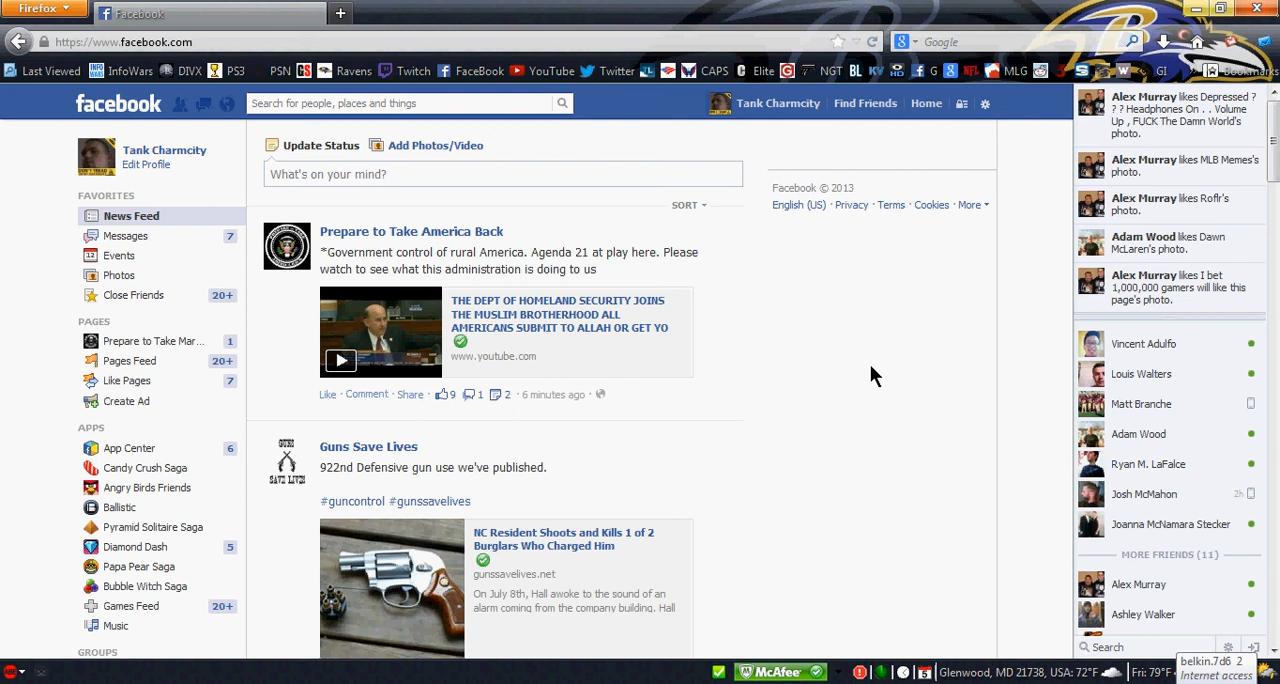 Firefox
Facebook
https://www.facebook.com
Google
Last Viewed InfoWars DIVX PS3 PSN Ravens Twitch FaceBook YouTube Twitter CAPS Elite NGT KV G NFL MLG GI Bookmarks
facebook
Search for people, places and things
Tank Charmcity Find Friends Home
Tank Charmcity
Edit Profile
FAVORITES
News Feed
Messages 7
Events
Photos
Close Friends 20+
PAGES
Prepare to Take Mar... 1
Pages Feed 20+
Like Pages 7
Create Ad
APPS
App Center 6
Candy Crush Saga
Angry Birds Friends
Ballistic
Pyramid Solitaire Saga
Diamond Dash 5
Papa Pear Saga
Bubble Witch Saga
Games Feed 20+
Music
GROUPS
Update Status Add Photos/Video
What's on your mind?
SORT
Prepare to Take America Back
*Government control of rural America. Agenda 21 at play here. Please
watch to see what this administration is doing to us
THE DEPT OF HOMELAND SECURITY JOINS
THE MUSLIM BROTHERHOOD ALL
AMERICANS SUBMIT TO ALLAH OR GET YO
www.youtube.com
Like · Comment · Share · 9 1 2 · 6 minutes ago ·
GUNS
SAVE LIVES
Guns Save Lives
922nd Defensive gun use we've published.
#guncontrol #gunssavelives
NC Resident Shoots and Kills 1 of 2
Burglars Who Charged Him
gunssavelives.net
On July 8th, Hall awoke to the sound of an
alarm coming from the company building. Hall
Facebook © 2013
English (US) · Privacy · Terms · Cookies · More
Alex Murray likes Depressed ?
? ? Headphones On . . Volume
Up , FUCK The Damn World's
photo.
Alex Murray likes MLB Memes's
photo.
Alex Murray likes Roflr's
photo.
Adam Wood likes Dawn
McLaren's photo.
Alex Murray likes I bet
1,000,000 gamers will like this
page's photo.
Vincent Adulfo
Louis Walters
Matt Branche
Adam Wood
Ryan M. LaFalce
Josh McMahon 2h
Joanna McNamara Stecker
MORE FRIENDS (11)
Alex Murray
Ashley Walker
Search
belkin.7d6 2
Internet access
McAfee
Glenwood, MD 21738, USA: 72°F Fri: 79°F